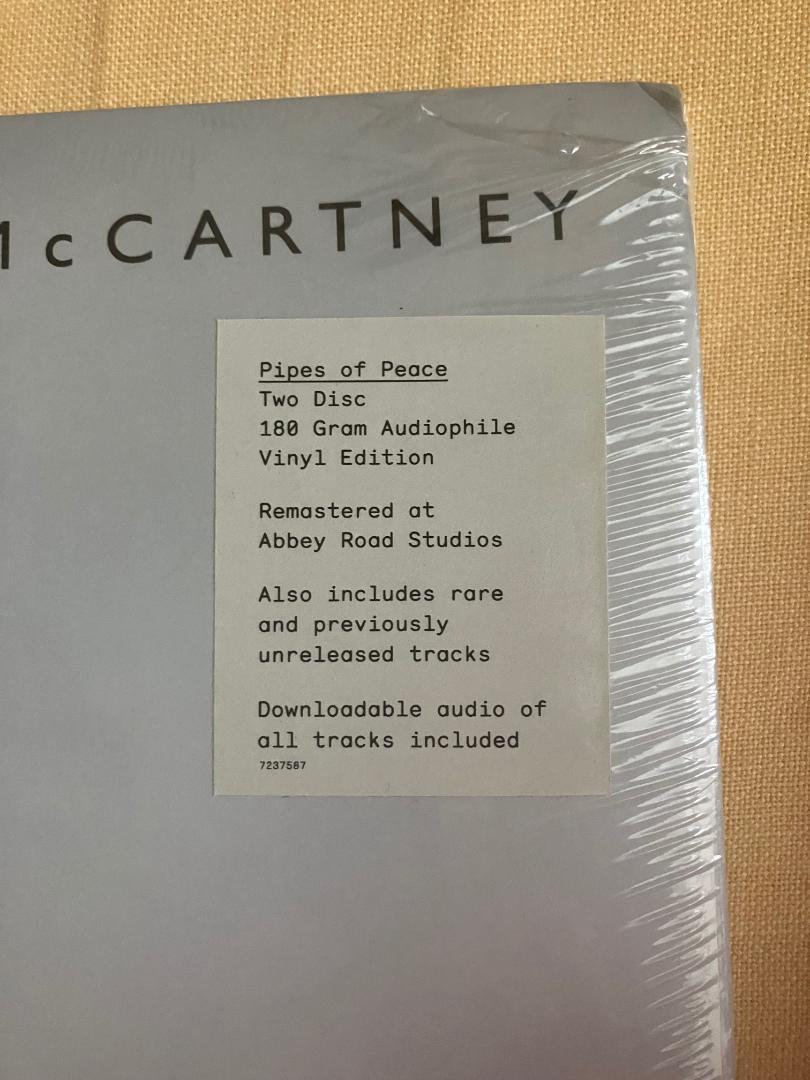 McCARTNEY
Pipes of Peace
Two Disc
180 Gram Audiophile
Vinyl Edition
Remastered at
Abbey Road Studios
Also includes rare
and previously
unreleased tracks
Downloadable audio of
all tracks included
7237587